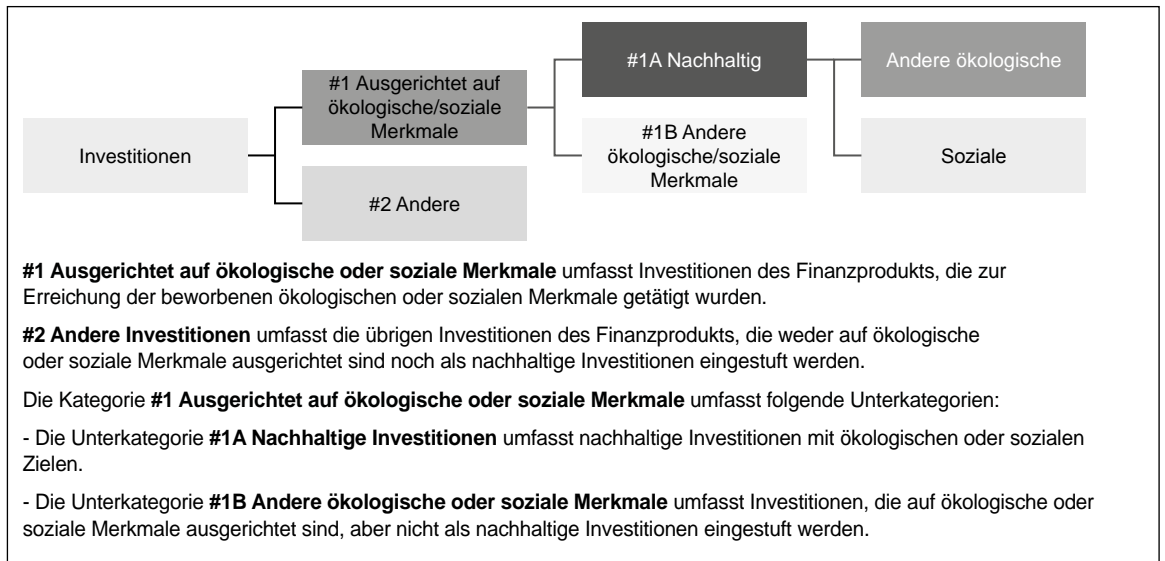 Investitionen
#1 Ausgerichtet auf
ökologische/soziale
Merkmale
#2 Andere
#1A Nachhaltig
#1B Andere
ökologische/soziale
Merkmale
Andere ökologische
Soziale
#1 Ausgerichtet auf ökologische oder soziale Merkmale umfasst Investitionen des Finanzprodukts, die zur
Erreichung der beworbenen ökologischen oder sozialen Merkmale getätigt wurden.
#2 Andere Investitionen umfasst die übrigen Investitionen des Finanzprodukts, die weder auf ökologische
oder soziale Merkmale ausgerichtet sind noch als nachhaltige Investitionen eingestuft werden.
Die Kategorie #1 Ausgerichtet auf ökologische oder soziale Merkmale umfasst folgende Unterkategorien:
- Die Unterkategorie #1A Nachhaltige Investitionen umfasst nachhaltige Investitionen mit ökologischen oder sozialen
Zielen.
- Die Unterkategorie #1B Andere ökologische oder soziale Merkmale umfasst Investitionen, die auf ökologische oder
soziale Merkmale ausgerichtet sind, aber nicht als nachhaltige Investitionen eingestuft werden.